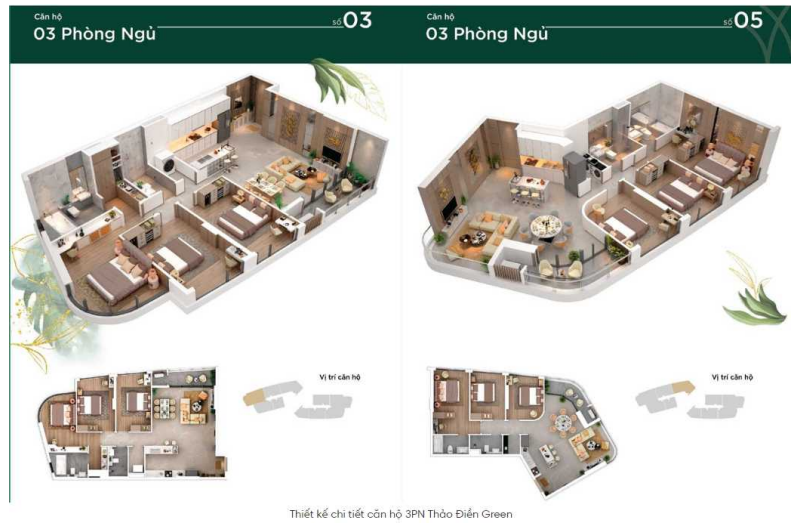 Căn hộ
03 Phòng Ngủ
số 03
Căn hộ
03 Phòng Ngủ
số 05
Vị trí căn hộ
Vị trí căn hộ
Thiết kế chi tiết căn hộ 3PN Thảo Điền Green